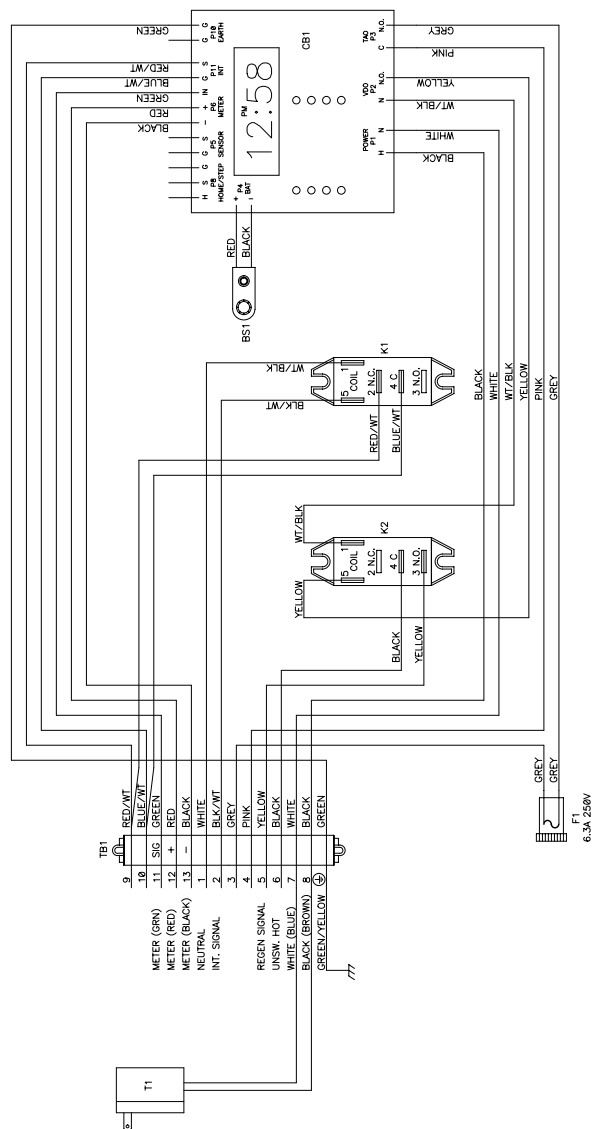 GREEN
RED/WT
BLUE/WT
GREEN
RED
BLACK
G
P10
EARTH
G
S
P11
INT
G
IN
P6
METER
+
–
S
P5
SENSOR
G
G
S
P8
HOME/STEP
H
CB1
PM
12:58
+
P4
BAT
–
N.O.
TAO
P3
C
N.O.
VDO
P2
N
N
POWER
P1
H
GREY
PINK
YELLOW
WT/BLK
WHITE
BLACK
RED
BLACK
BS1
K1
1
COIL
5
2 N.C.
4 C
3 N.O.
WT/BLK
BLK/WT
RED/WT
BLUE/WT
BLACK
WHITE
WT/BLK
YELLOW
PINK
GREY
K2
1
COIL
5
2 N.C.
4 C
3 N.O.
WT/BLK
YELLOW
BLACK
YELLOW
TB1
9
RED/WT
10
BLUE/WT
METER (GRN)
11
SIG
GREEN
METER (RED)
12
+
RED
METER (BLACK)
13
–
BLACK
NEUTRAL
1
WHITE
INT. SIGNAL
2
BLK/WT
3
GREY
4
PINK
REGEN SIGNAL
5
YELLOW
UNSW. HOT
6
BLACK
WHITE (BLUE)
7
WHITE
BLACK (BROWN)
8
BLACK
GREEN/YELLOW
GREEN
GREY
GREY
F1
6.3A 250V
T1